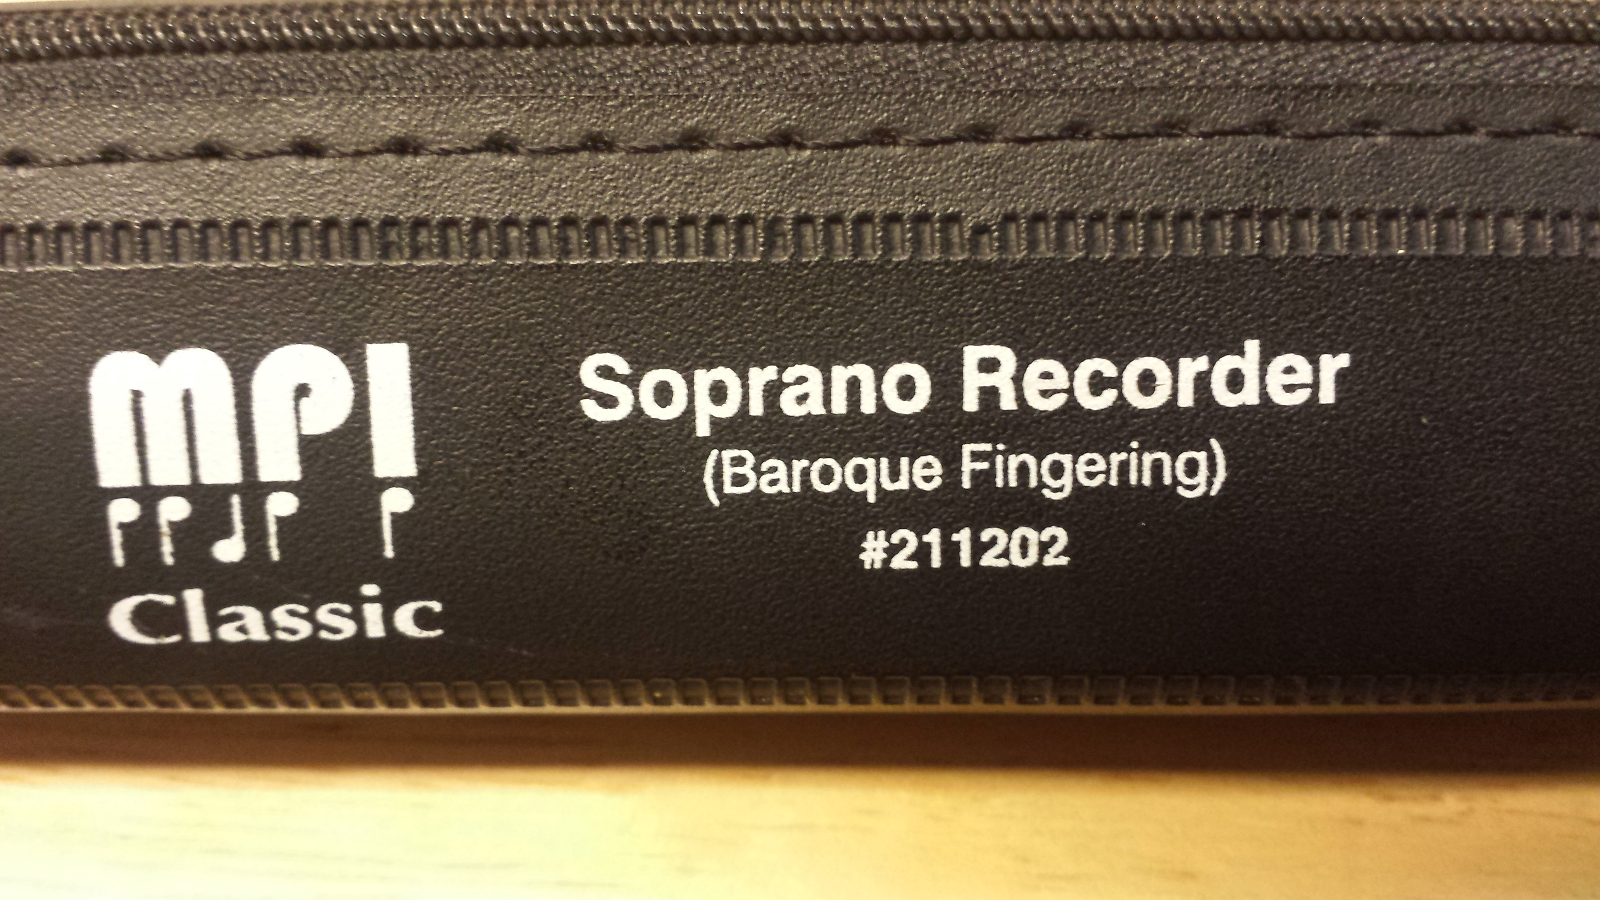 MPI
Classic
Soprano Recorder
(Baroque Fingering)
#211202